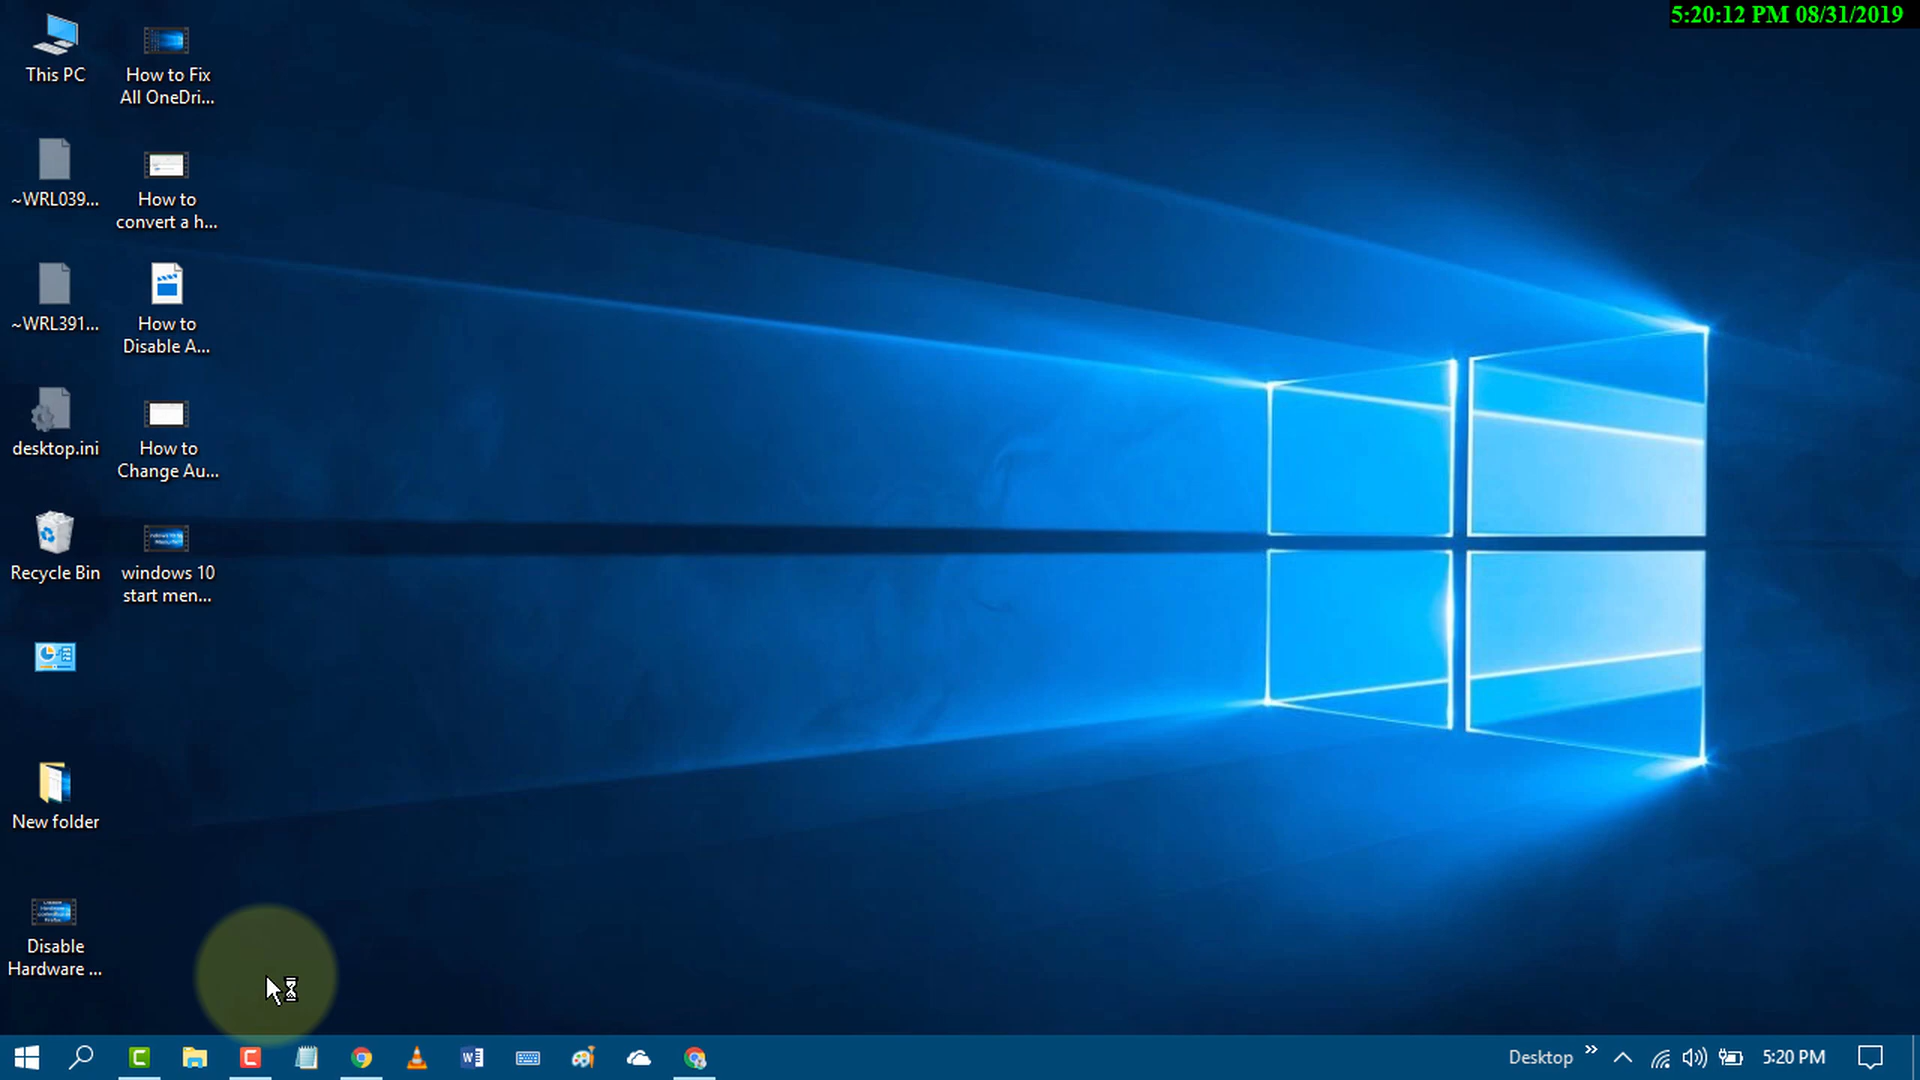 5:20:12 PM 08/31/2019
This PC
How to Fix
All OneDri...
~WRL039...
How to
convert a h...
~WRL391...
How to
Disable A...
desktop.ini
How to
Change Au...
Recycle Bin
windows 10
start men...
New folder
Disable
Hardware ...
Desktop
5:20 PM